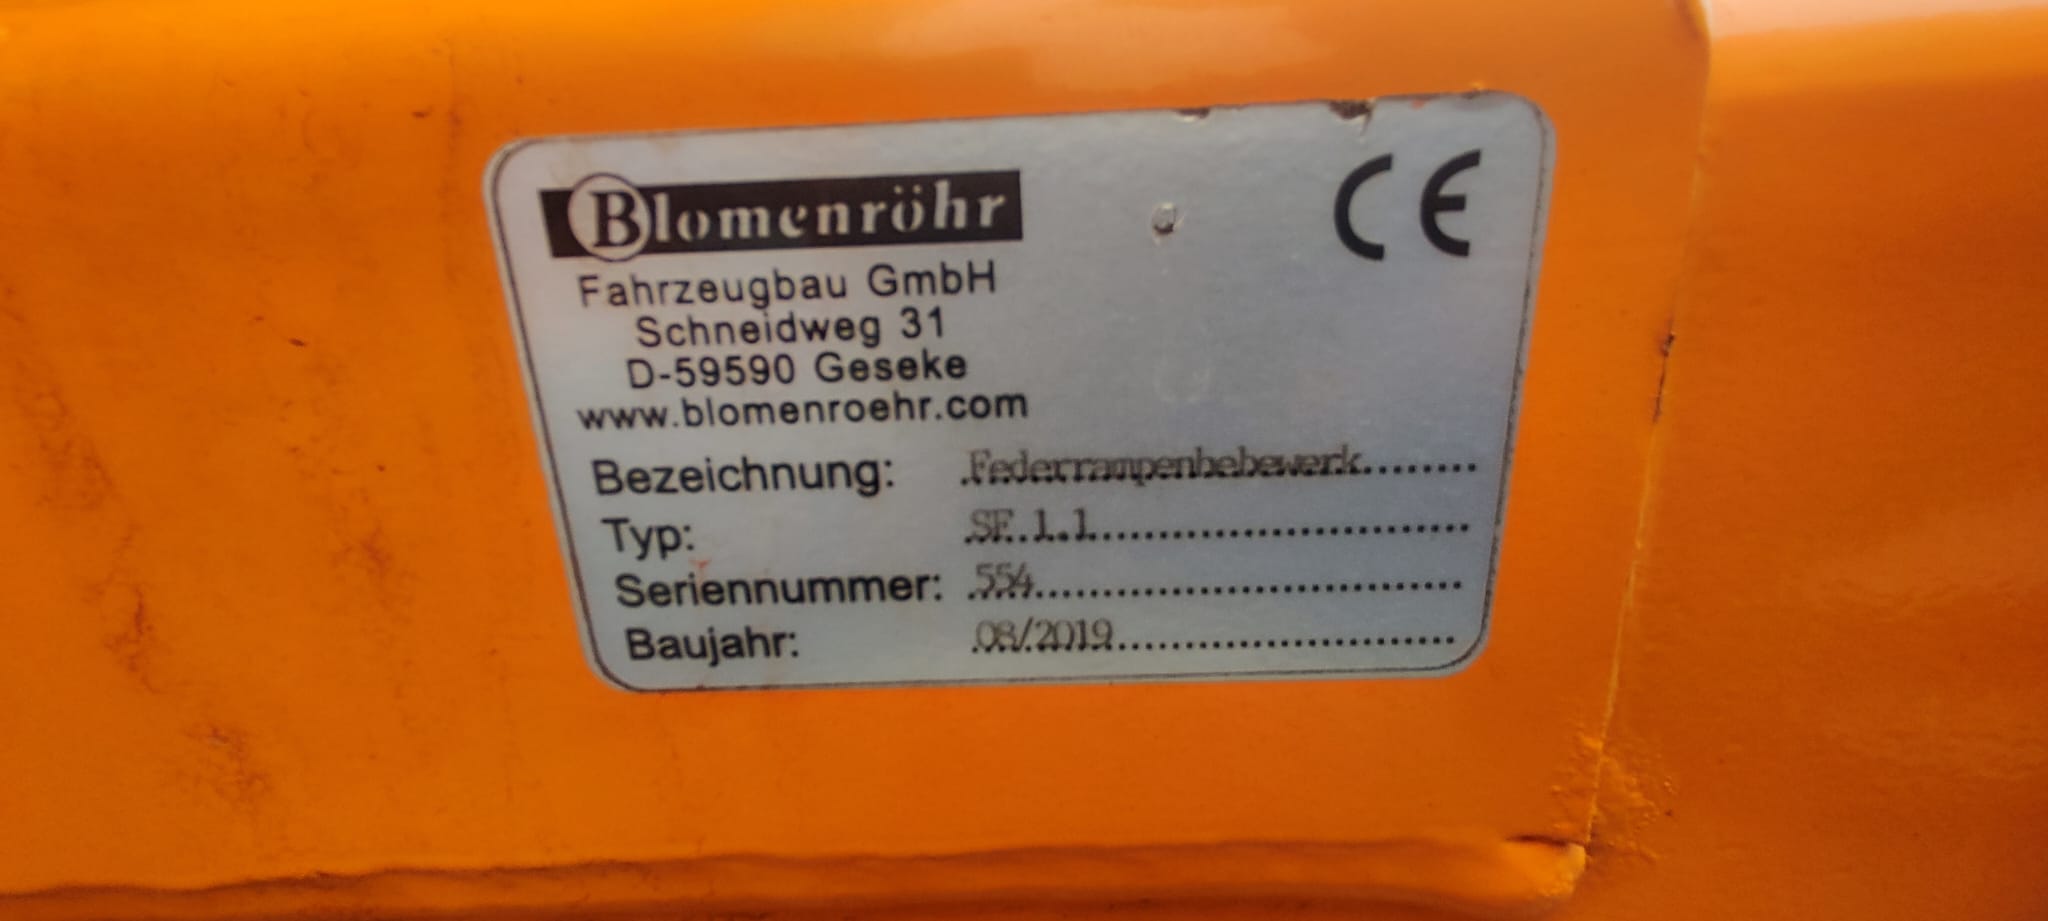 Blomenröhr
CE
Fahrzeugbau GmbH
Schneidweg 31
D-59590 Geseke
www.blomenroehr.com
Bezeichnung: Federrampenhebewerk
Typ: SF 1.1
Seriennummer: 554
Baujahr: 08/2019